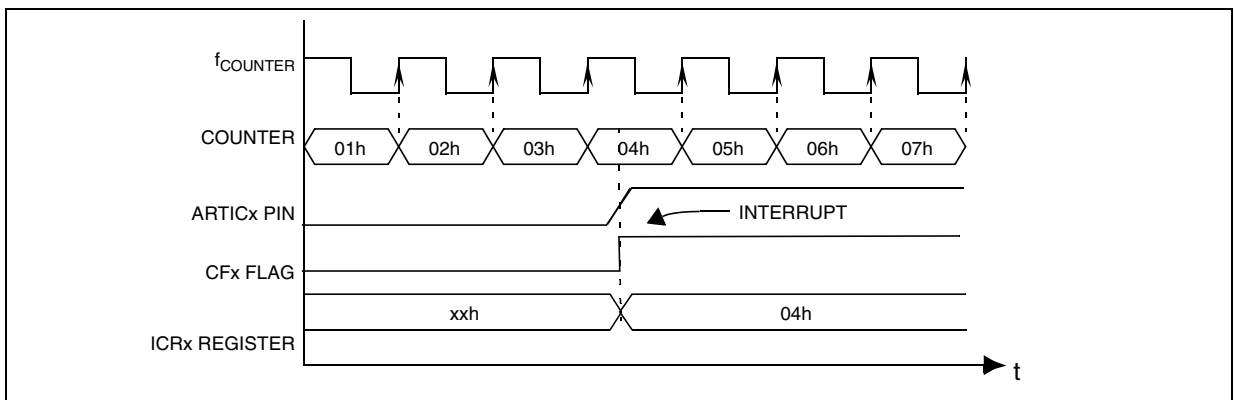 fCOUNTER
COUNTER
01h 02h 03h 04h 05h 06h 07h
ARTICx PIN
INTERRUPT
CFx FLAG
xxh 04h
ICRx REGISTER
t